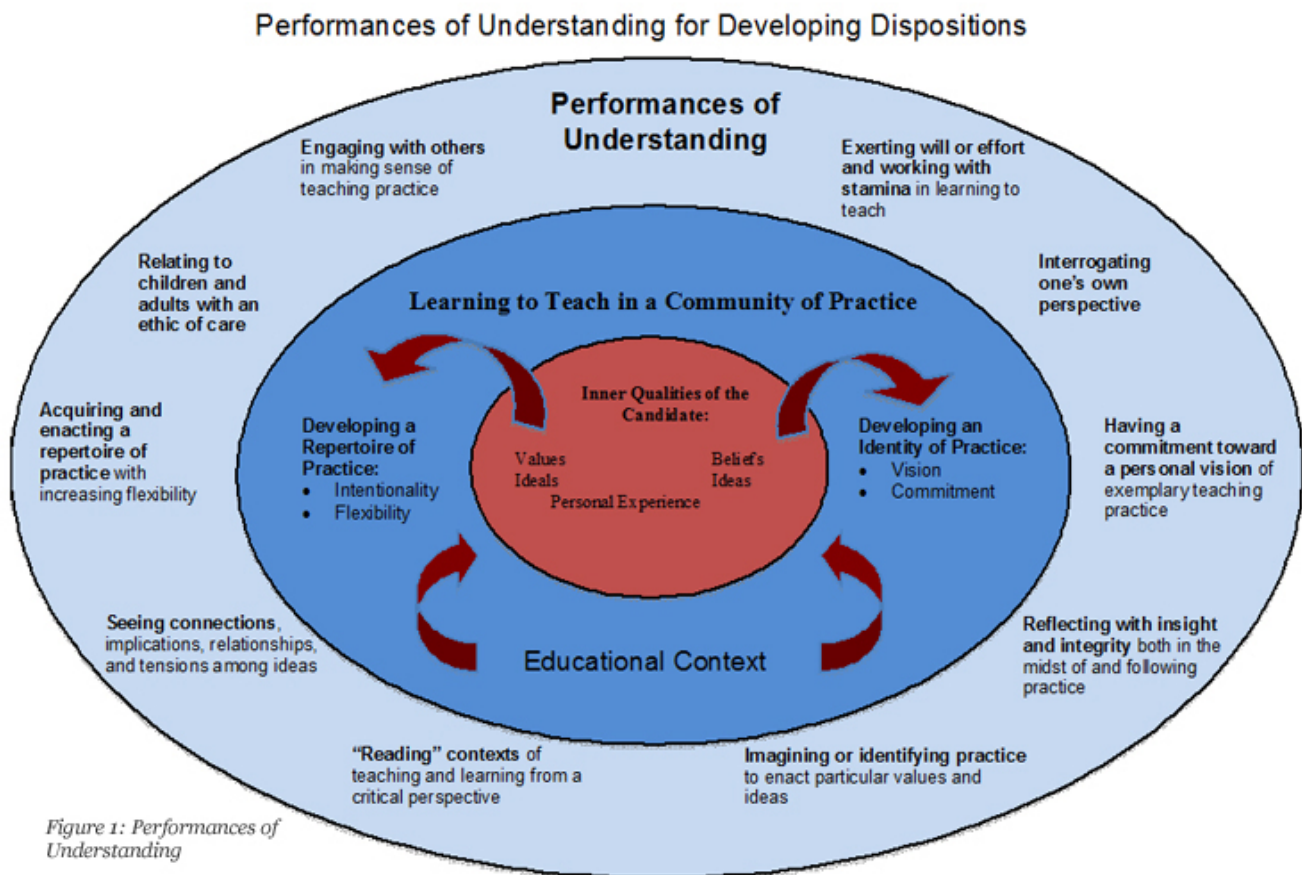 Performances of Understanding for Developing Dispositions
Performances of
Understanding
Engaging with others
in making sense of
teaching practice
Exerting will or effort
and working with
stamina in learning to
teach
Relating to
children and
adults with an
ethic of care
Interrogating
one's own
perspective
Learning to Teach in a Community of Practice
Inner Qualities of the
Candidate:
Values
Ideals
Beliefs
Ideas
Personal Experience
Acquiring and
enacting a
repertoire of
practice with
increasing flexibility
Developing a
Repertoire of
Practice:
• Intentionality
• Flexibility
Developing an
Identity of Practice:
• Vision
• Commitment
Having a
commitment toward
a personal vision of
exemplary teaching
practice
Seeing connections,
implications, relationships,
and tensions among ideas
Educational Context
Reflecting with insight
and integrity both in the
midst of and following
practice
“Reading” contexts of
teaching and learning from a
critical perspective
Imagining or identifying practice
to enact particular values and
ideas
Figure 1: Performances of
Understanding